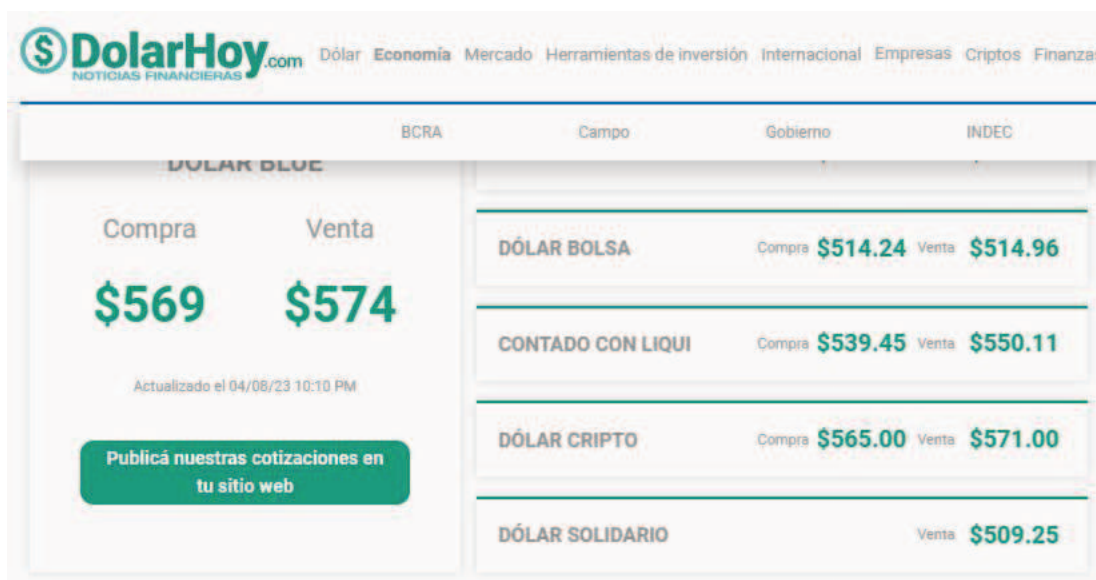 $ DolarHoy.com
NOTICIAS FINANCIERAS
Dólar Economía Mercado Herramientas de inversión Internacional Empresas Criptos Finanzas
BCRA Campo Gobierno INDEC
DOLAR BLUE
Compra Venta
$569 $574
Actualizado el 04/08/23 10:10 PM
Publicá nuestras cotizaciones en
tu sitio web
DÓLAR BOLSA Compra $514.24 Venta $514.96
CONTADO CON LIQUI Compra $539.45 Venta $550.11
DÓLAR CRIPTO Compra $565.00 Venta $571.00
DÓLAR SOLIDARIO Venta $509.25